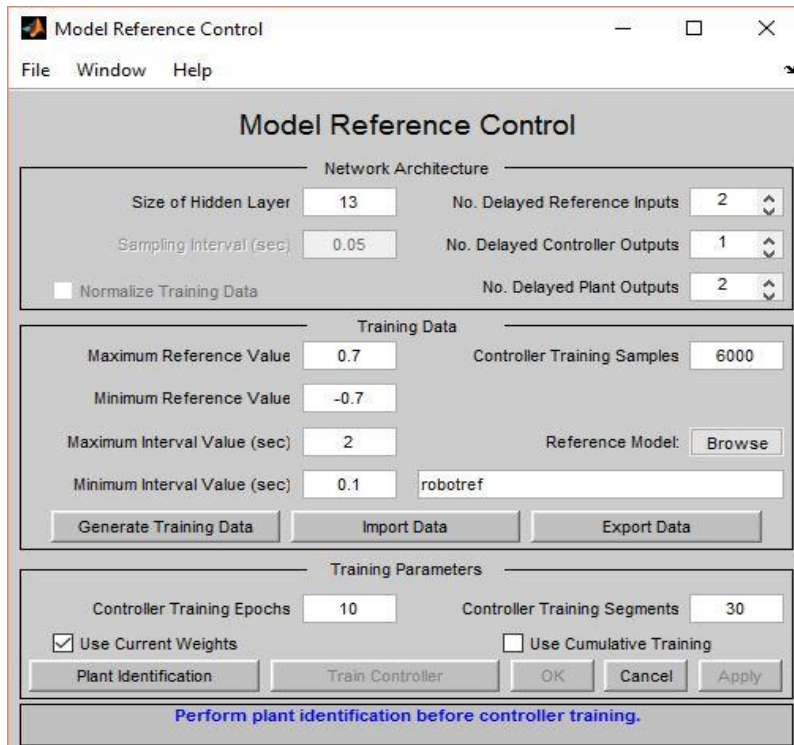 Model Reference Control
File Window Help
Model Reference Control
Network Architecture
Size of Hidden Layer 13 No. Delayed Reference Inputs 2
Sampling Interval (sec) 0.05 No. Delayed Controller Outputs 1
Normalize Training Data No. Delayed Plant Outputs 2
Training Data
Maximum Reference Value 0.7 Controller Training Samples 6000
Minimum Reference Value -0.7
Maximum Interval Value (sec) 2 Reference Model: Browse
Minimum Interval Value (sec) 0.1 robotref
Generate Training Data Import Data Export Data
Training Parameters
Controller Training Epochs 10 Controller Training Segments 30
Use Current Weights Use Cumulative Training
Plant Identification Train Controller OK Cancel Apply
Perform plant identification before controller training.